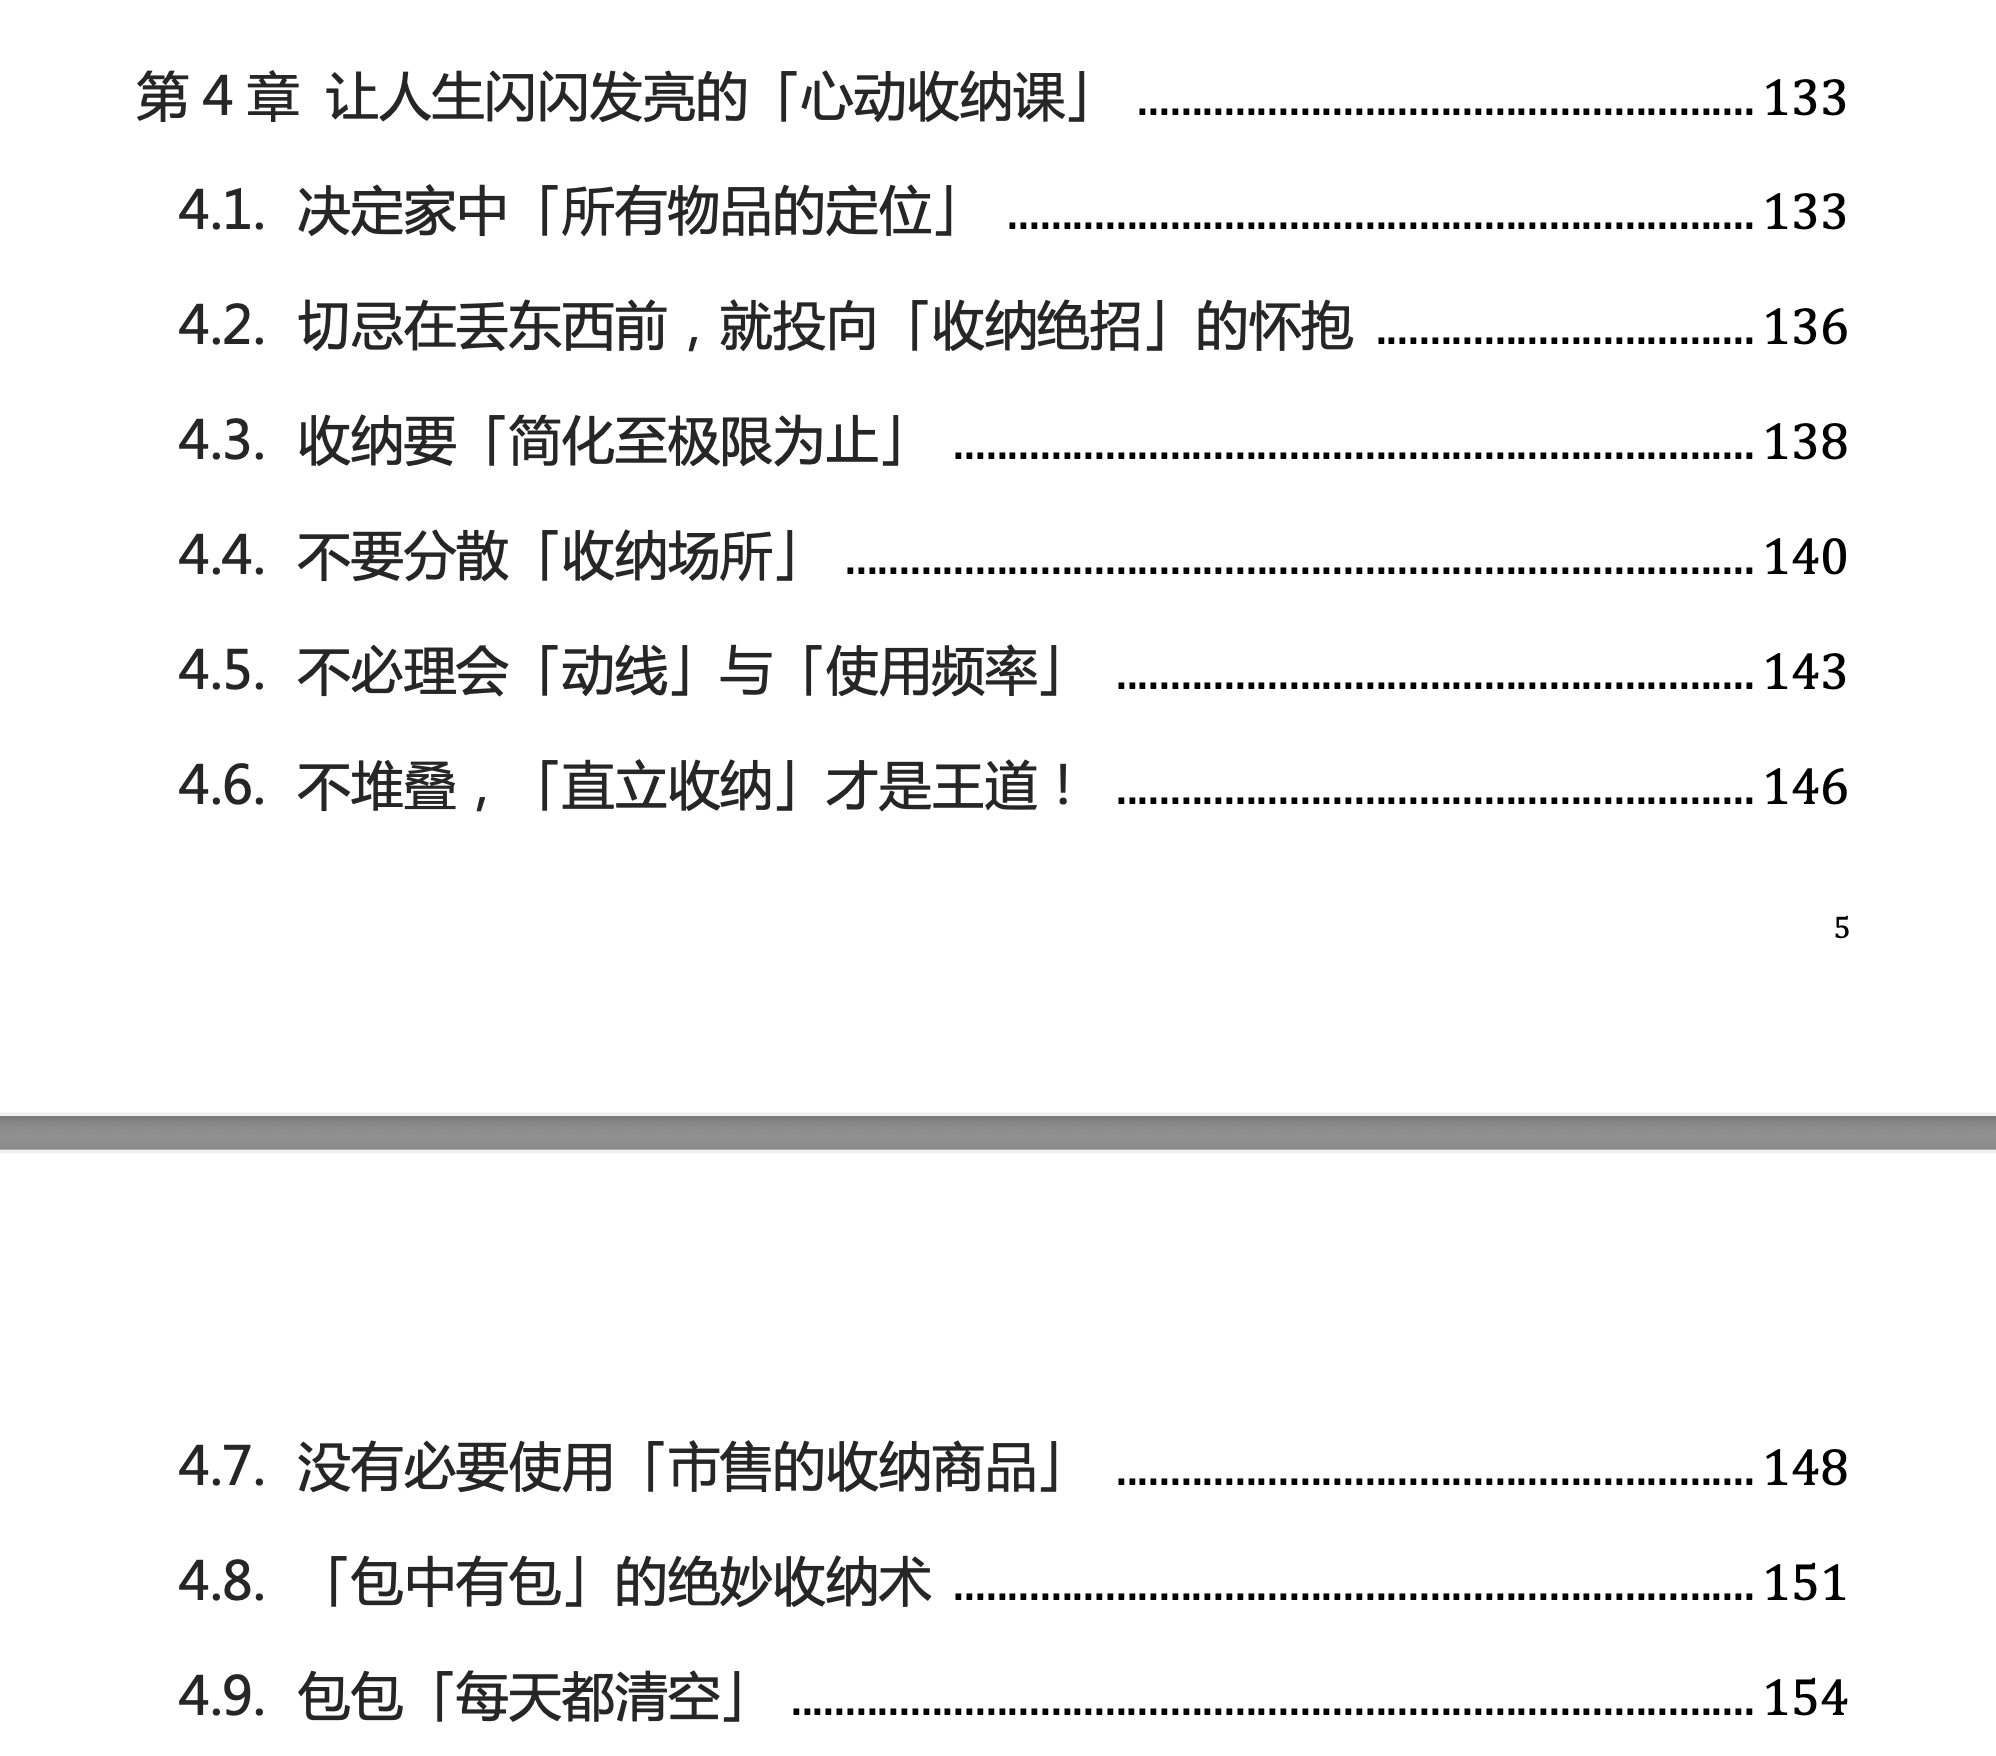 第 4 章 让人生闪闪发亮的「心动收纳课」 ........................................ 133
4.1. 决定家中「所有物品的定位」 ........................................ 133
4.2. 切忌在丢东西前，就投向「收纳绝招」的怀抱 ........................................ 136
4.3. 收纳要「简化至极限为止」 ........................................ 138
4.4. 不要分散「收纳场所」 ........................................ 140
4.5. 不必理会「动线」与「使用频率」 ........................................ 143
4.6. 不堆叠，「直立收纳」才是王道！ ........................................ 146
5
4.7. 没有必要使用「市售的收纳商品」 ........................................ 148
4.8. 「包中有包」的绝妙收纳术 ........................................ 151
4.9. 包包「每天都清空」 ........................................ 154